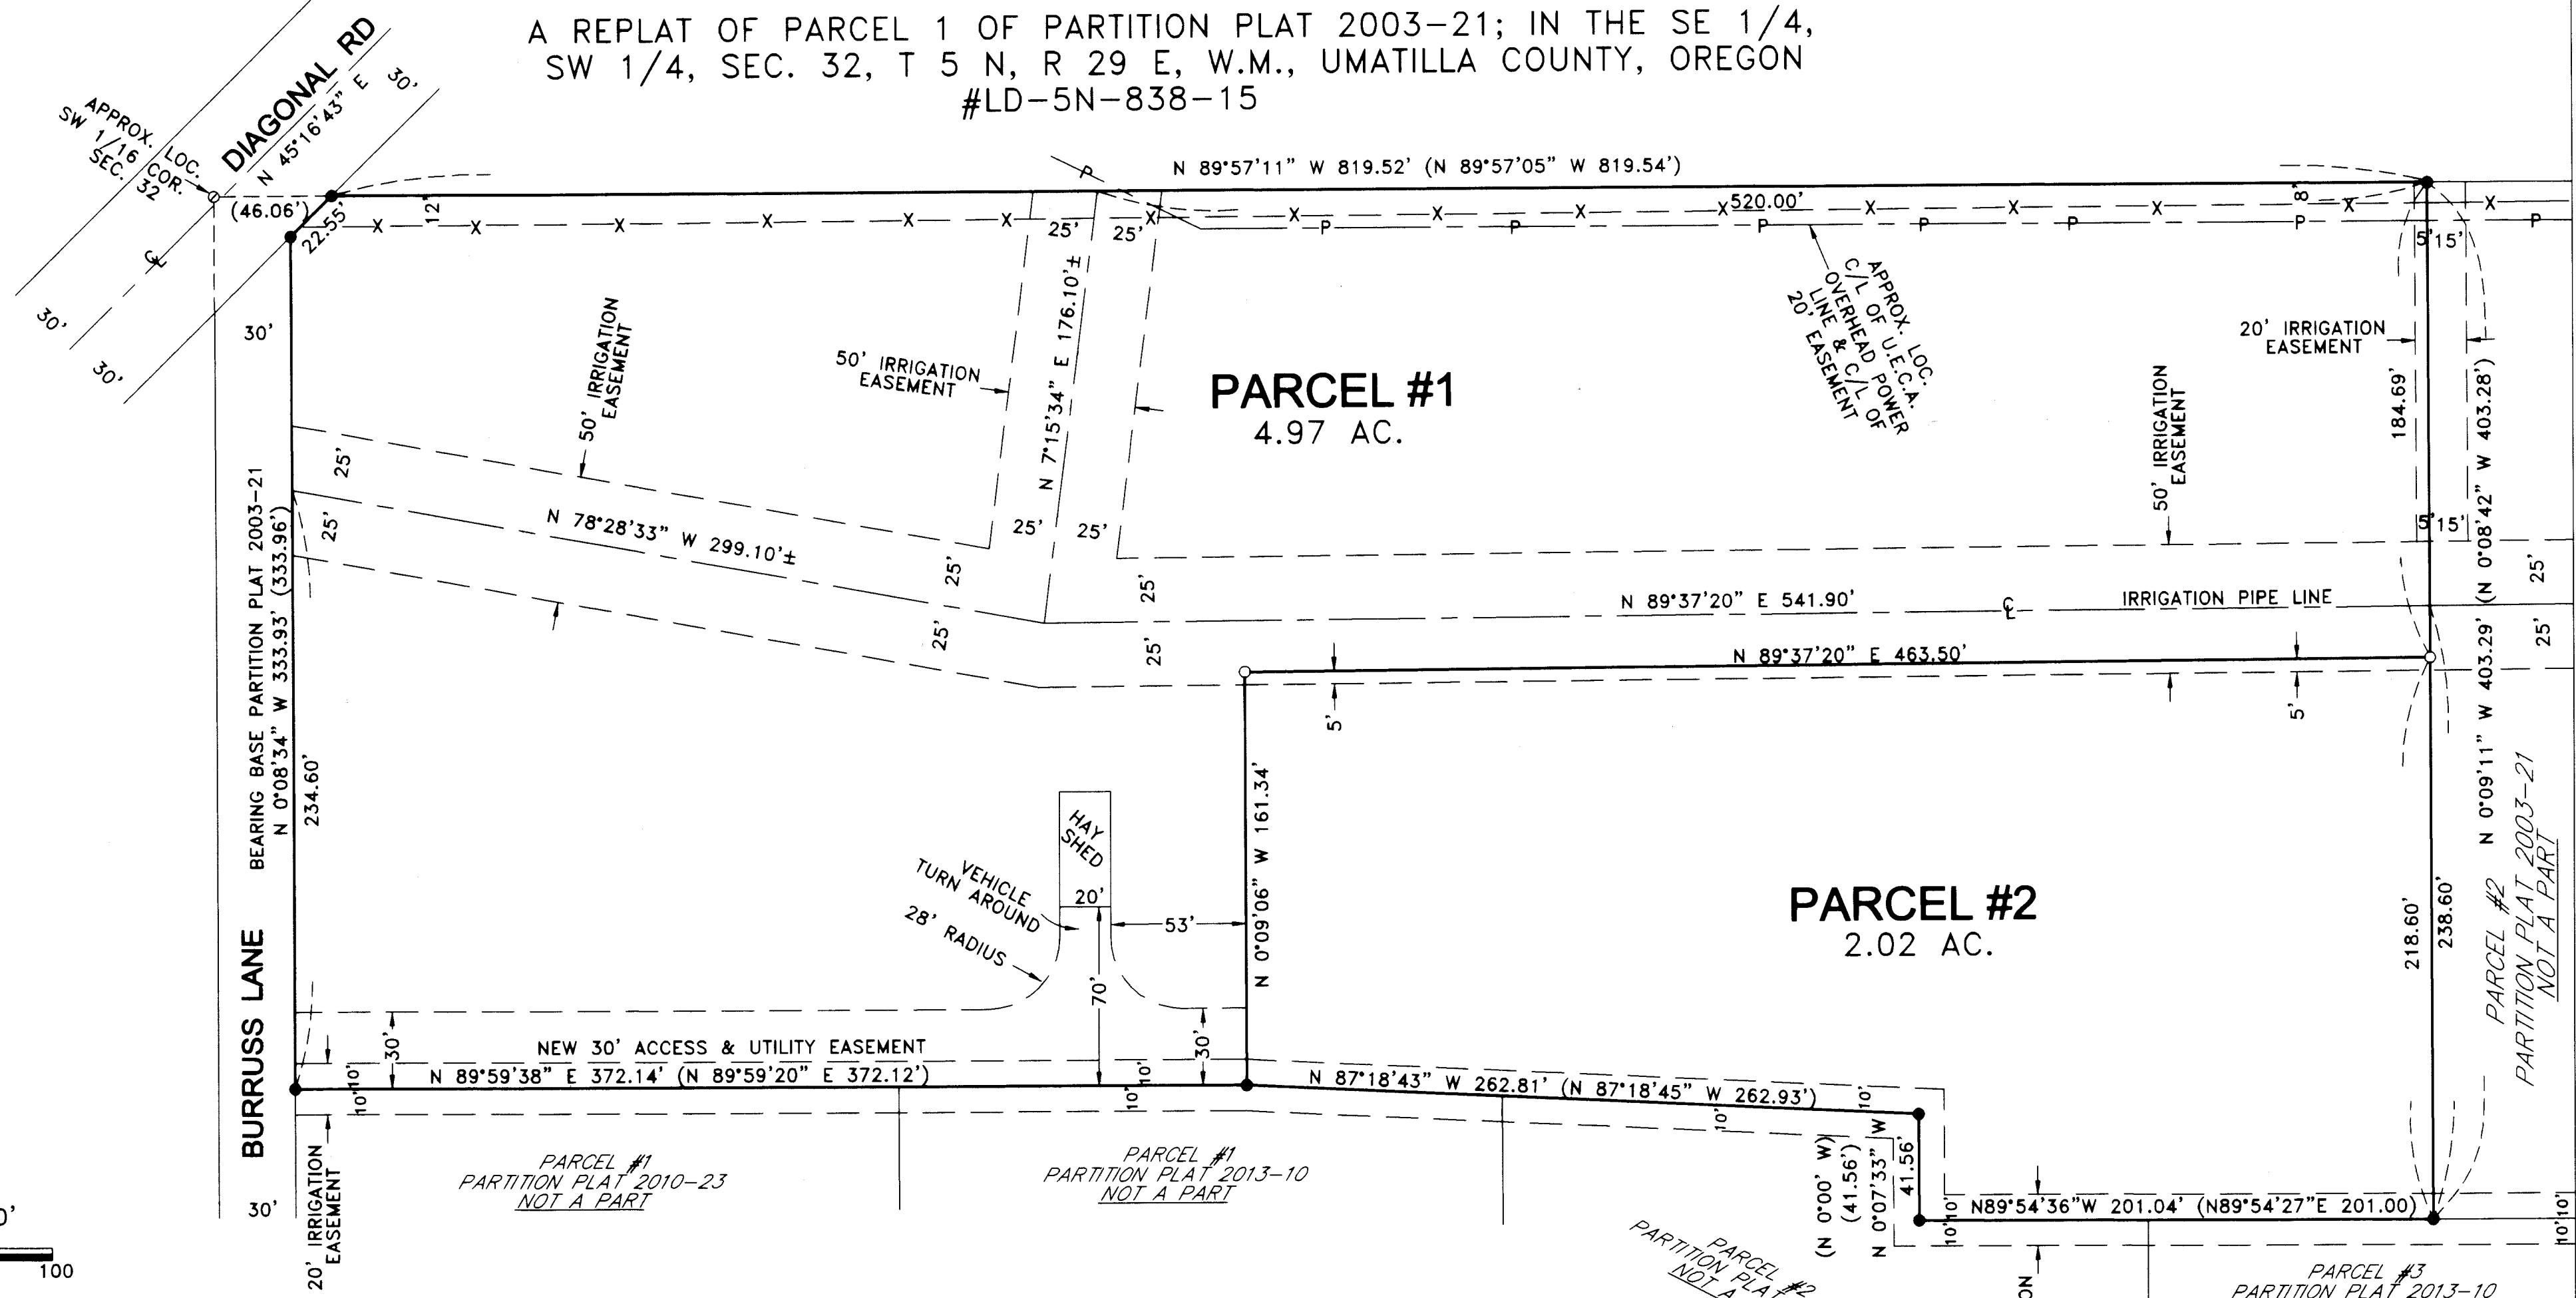 A REPLAT OF PARCEL 1 OF PARTITION PLAT 2003-21; IN THE SE 1/4,
SW 1/4, SEC. 32, T 5 N, R 29 E, W.M., UMATILLA COUNTY, OREGON
#LD-5N-838-15
DIAGONAL RD
N 45°16'43" E
30'
APPROX. LOC.
SW 1/16 COR.
SEC. 32
(46.06')
22.55'
℄
30'
30'
12'
N 89°57'11" W 819.52' (N 89°57'05" W 819.54')
P
X X X X X X X X X 520.00' X X X X X
P P P P P P P
8'
25' 25'
5' 15'
30'
50' IRRIGATION
EASEMENT
50' IRRIGATION
EASEMENT
N 7°15'34" E 176.10'±
PARCEL #1
4.97 AC.
APPROX. LOC.
C/L OF U.E.C.A.
OVERHEAD POWER
LINE & C/L OF
20' EASEMENT
50' IRRIGATION
EASEMENT
20' IRRIGATION
EASEMENT
184.69'
N 0°09'11" W 403.29' (N 0°08'42" W 403.28')
25'
25'
N 78°28'33" W 299.10'±
25' 25'
5' 15'
25'
25'
25'
25'
25'
25'
N 89°37'20" E 541.90'
℄
IRRIGATION PIPE LINE
N 89°37'20" E 463.50'
5'
5'
BURRUSS LANE
BEARING BASE PARTITION PLAT 2003-21
N 0°08'34" W 333.93' (333.96')
234.60'
HAY
SHED
20'
VEHICLE
TURN AROUND
28' RADIUS
53'
70'
N 0°09'06" W 161.34'
PARCEL #2
2.02 AC.
218.60'
238.60'
PARCEL #2
PARTITION PLAT 2003-21
NOT A PART
30'
NEW 30' ACCESS & UTILITY EASEMENT
30'
N 89°59'38" E 372.14' (N 89°59'20" E 372.12')
10' 10'
10' 10'
N 87°18'43" W 262.81' (N 87°18'45" W 262.93')
10'
10'
(N 0°00' W)
(41.56')
N 0°07'33" W
41.56'
N89°54'36"W 201.04' (N89°54'27"E 201.00)
10' 10'
10' 10'
30'
20' IRRIGATION
EASEMENT
PARCEL #1
PARTITION PLAT 2010-23
NOT A PART
PARCEL #1
PARTITION PLAT 2013-10
NOT A PART
PARCEL #2
PARTITION PLAT
NOT A
PARCEL #3
PARTITION PLAT 2013-10
ON
0'
100